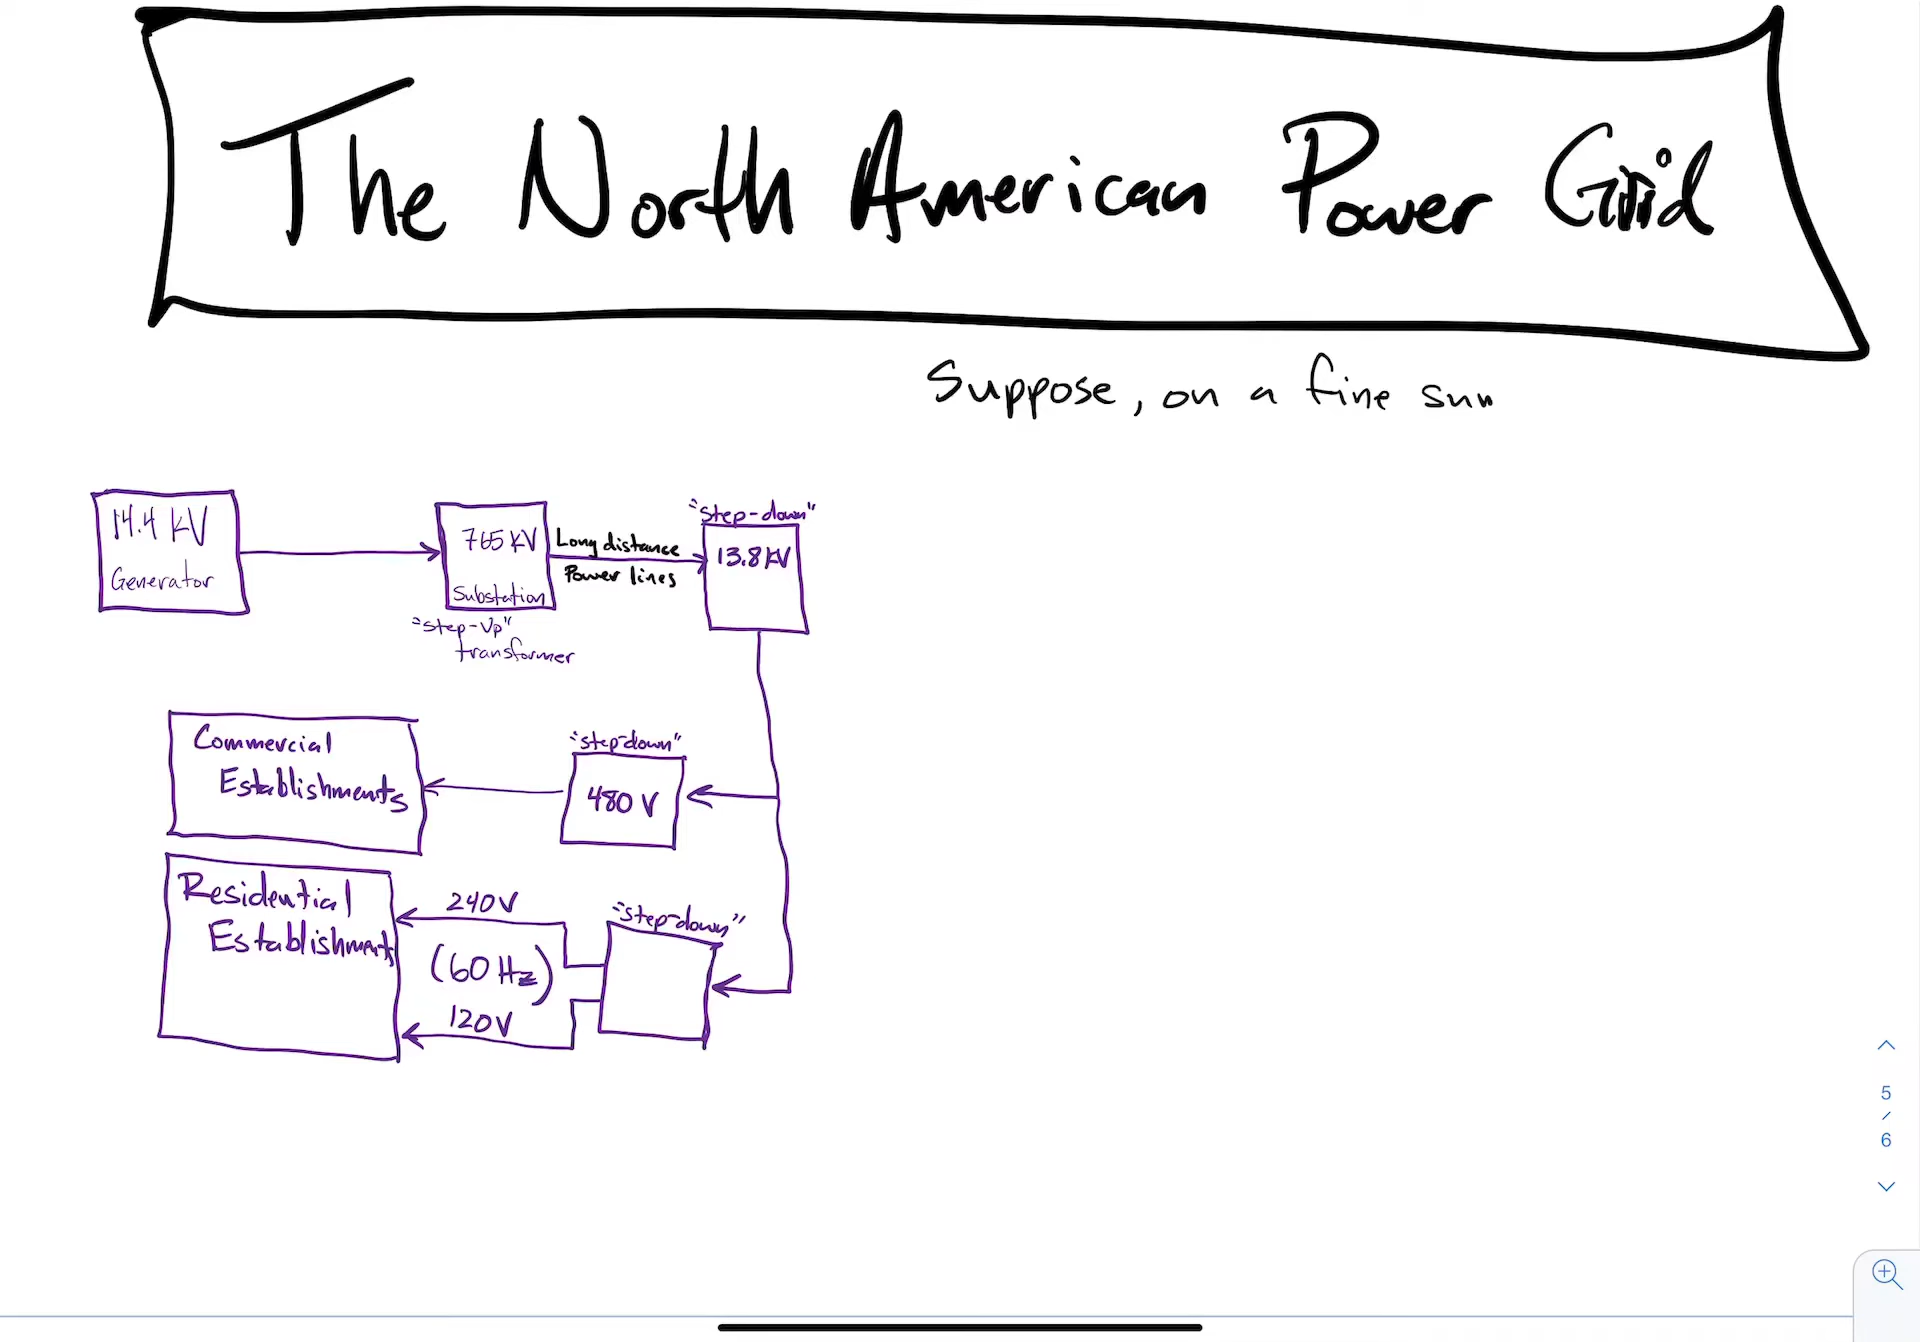 The North American Power Grid
Suppose, on a fine sun
14.4 kV
Generator
765 kV
Substation
"step-Up"
transformer
Long distance
Power lines
"step-down"
13.8 kV
Commercial
Establishments
"step-down"
480 V
Residential
Establishments
240V
(60 Hz)
120V
"step-down"
5
/
6